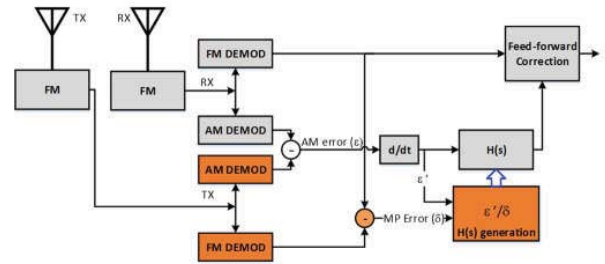 TX
RX
FM DEMOD
Feed-forward
Correction
FM
FM
RX
AM DEMOD
AM error (ε)
d/dt
H(s)
-
AM DEMOD
ε'
TX
ε'/δ
H(s) generation
-
MP Error (δ)
FM DEMOD